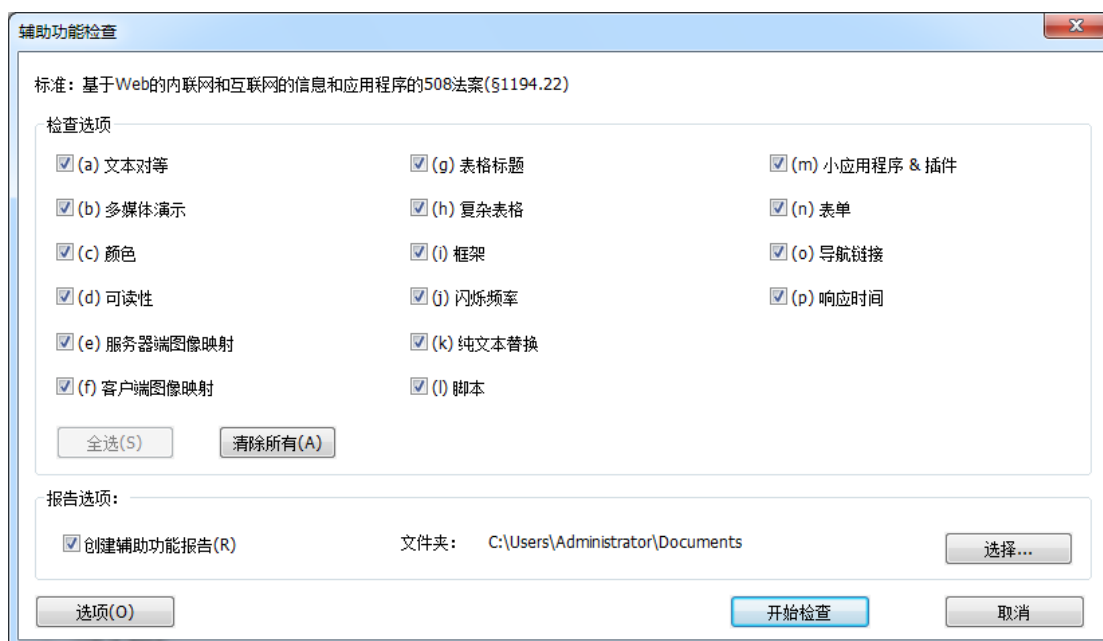 辅助功能检查
标准：基于Web的内联网和互联网的信息和应用程序的508法案(§1194.22)
检查选项
(a) 文本对等
(g) 表格标题
(m) 小应用程序 & 插件
(b) 多媒体演示
(h) 复杂表格
(n) 表单
(c) 颜色
(i) 框架
(o) 导航链接
(d) 可读性
(j) 闪烁频率
(p) 响应时间
(e) 服务器端图像映射
(k) 纯文本替换
(f) 客户端图像映射
(l) 脚本
全选(S)
清除所有(A)
报告选项：
创建辅助功能报告(R)
文件夹：
C:\Users\Administrator\Documents
选择...
选项(O)
开始检查
取消